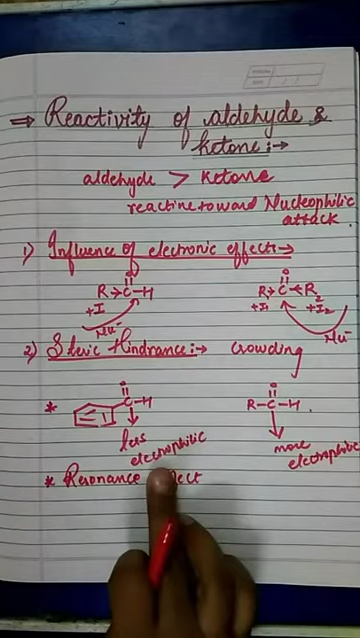 ⇒ Reactivity of aldehyde &
ketone :→
aldehyde > ketone
reactive toward Nucleophilic
attack.
1) Influence of electronic effect :→
O
R→C–H
+I
Nu⁻
O
R→C←R2
+I1 +I2
Nu⁻
2) Steric Hindrance :→ crowding
* O
C–H
less
electrophilic
O
R–C–H .
more
electrophilic
* Resonance